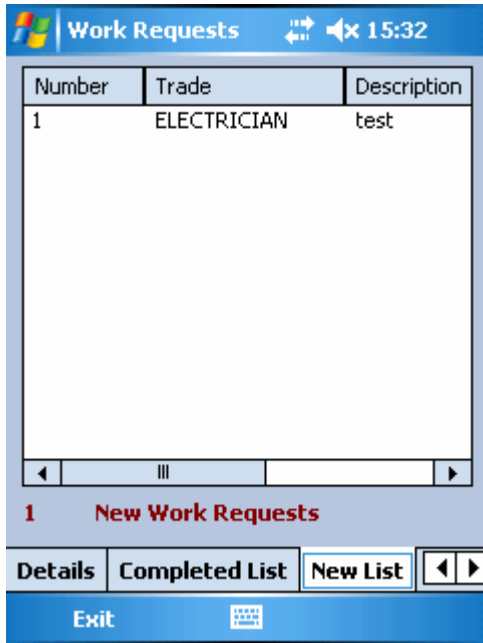 Work Requests 15:32
Number Trade Description
1 ELECTRICIAN test
1 New Work Requests
Details Completed List New List
Exit